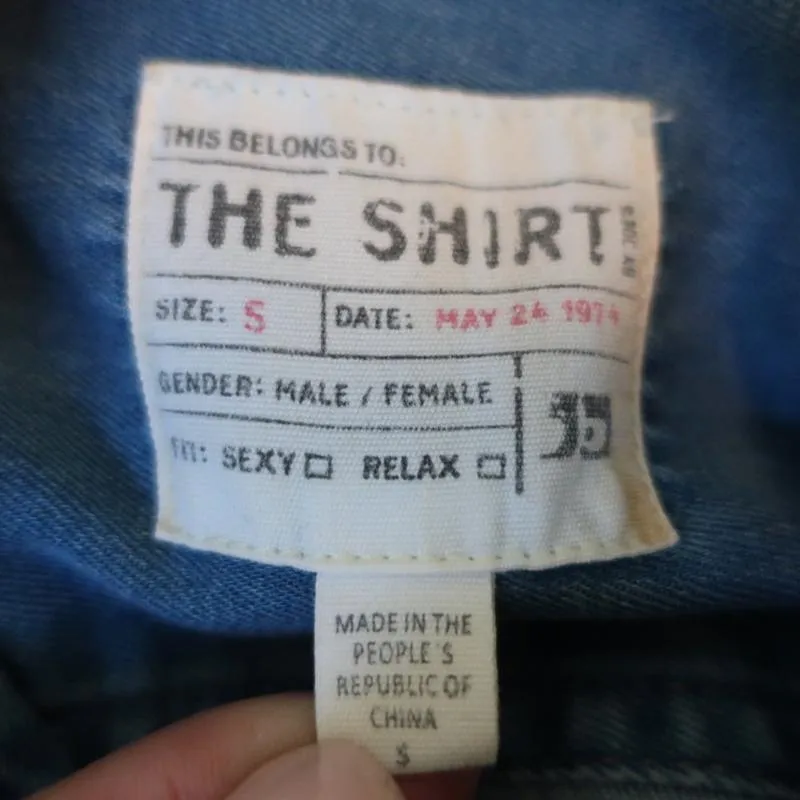 THIS BELONGS TO:
THE SHIRT
SIZE: S
DATE: MAY 24 1974
GENDER: MALE / FEMALE
FIT: SEXY RELAX
MADE IN THE
PEOPLE'S
REPUBLIC OF
CHINA
S